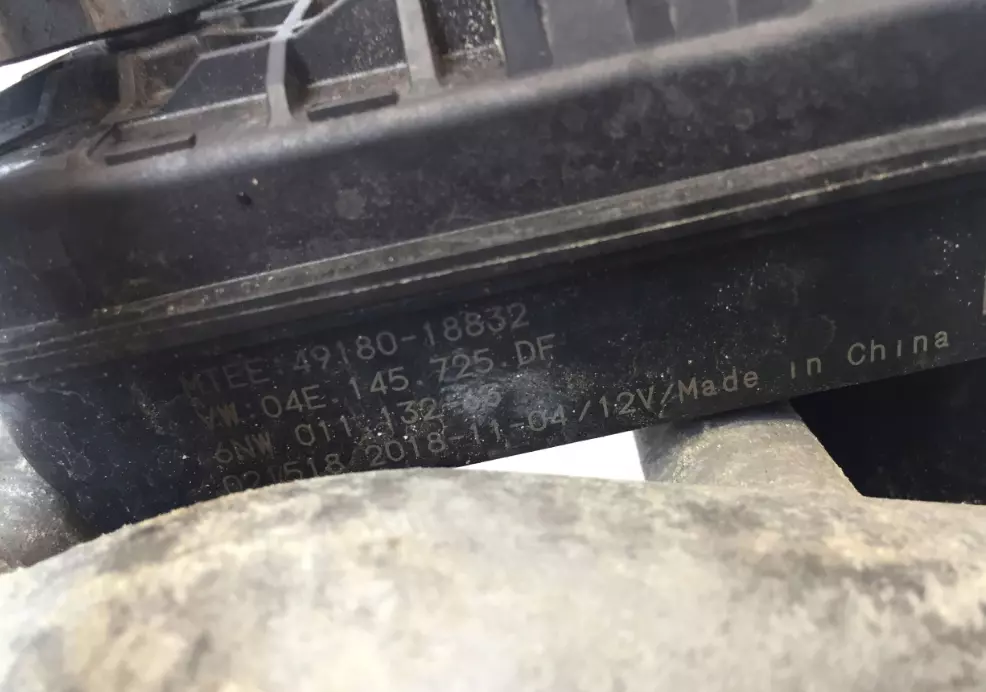 MTEE:49180-18832
VW:04E.145.725.DF
6NW 011.132-
021518/2018-11-04/12V/Made in China